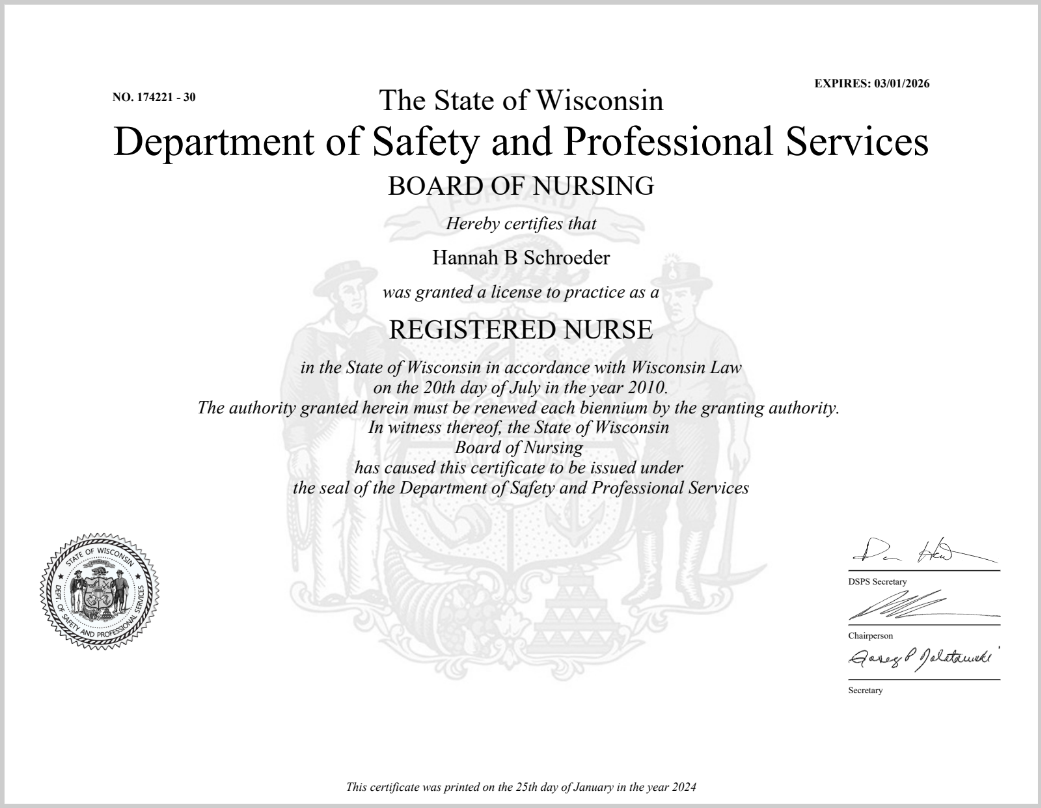 NO. 174221 - 30
EXPIRES: 03/01/2026
The State of Wisconsin
Department of Safety and Professional Services
BOARD OF NURSING
Hereby certifies that
Hannah B Schroeder
was granted a license to practice as a
REGISTERED NURSE
in the State of Wisconsin in accordance with Wisconsin Law
on the 20th day of July in the year 2010.
The authority granted herein must be renewed each biennium by the granting authority.
In witness thereof, the State of Wisconsin
Board of Nursing
has caused this certificate to be issued under
the seal of the Department of Safety and Professional Services
FORWARD
STATE OF WISCONSIN
DEPT. OF SAFETY AND PROFESSIONAL SERVICES
DSPS Secretary
Chairperson
Secretary
This certificate was printed on the 25th day of January in the year 2024